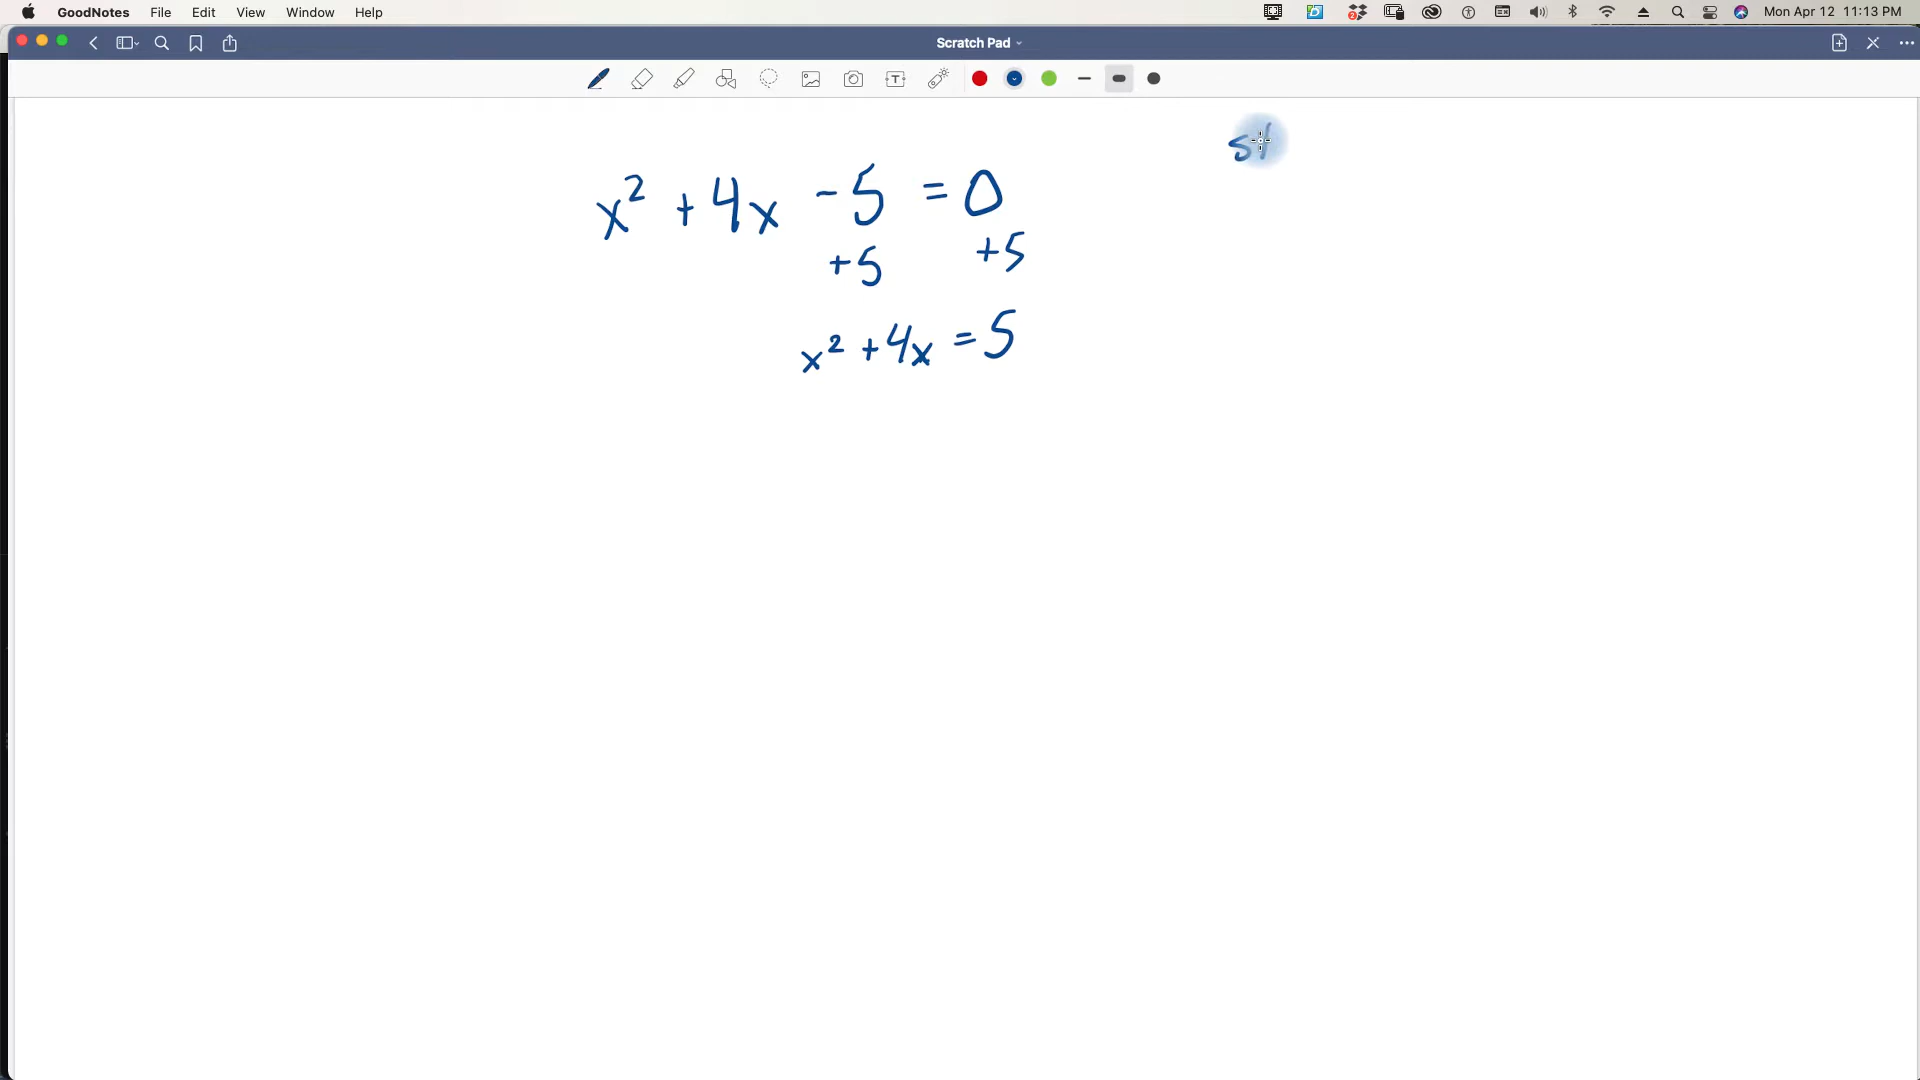 GoodNotes File Edit View Window Help Mon Apr 12 11:13 PM
Scratch Pad
T
st
x² + 4x - 5 = 0
+5 +5
x² + 4x = 5